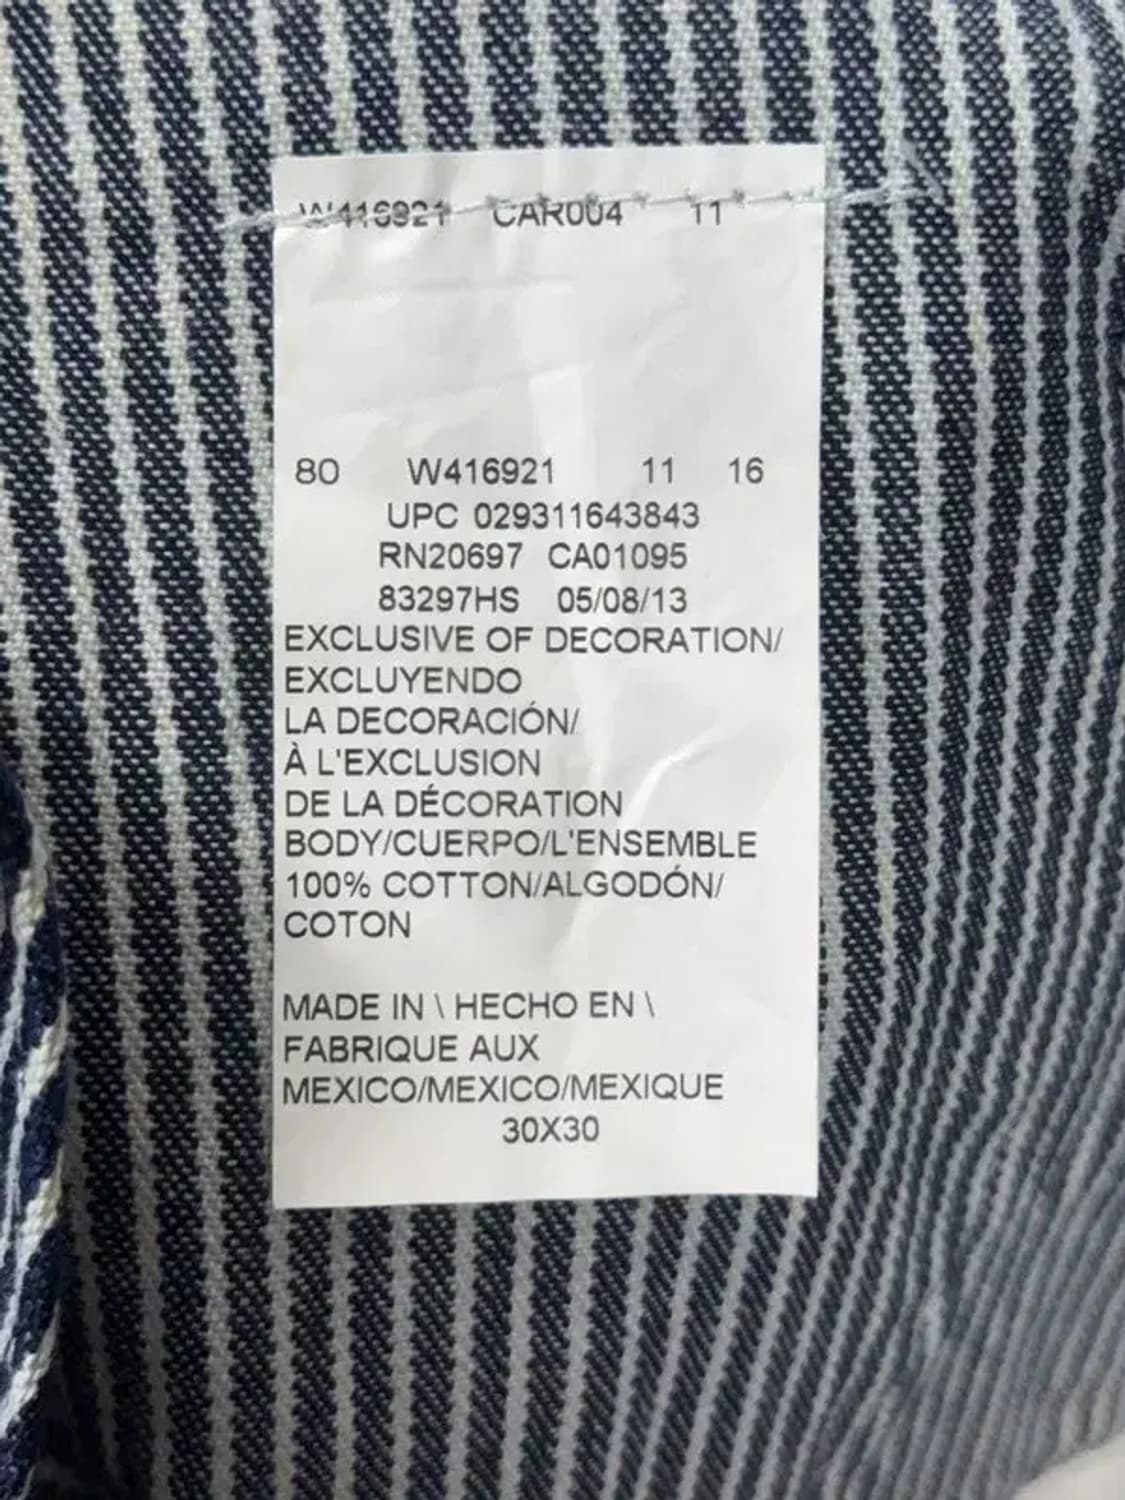 W416921 CAR004 11
80 W416921 11 16
UPC 029311643843
RN20697 CA01095
83297HS 05/08/13
EXCLUSIVE OF DECORATION/
EXCLUYENDO
LA DECORACIÓN/
À L'EXCLUSION
DE LA DÉCORATION
BODY/CUERPO/L'ENSEMBLE
100% COTTON/ALGODÓN/
COTON
MADE IN \ HECHO EN \
FABRIQUE AUX
MEXICO/MEXICO/MEXIQUE
30X30